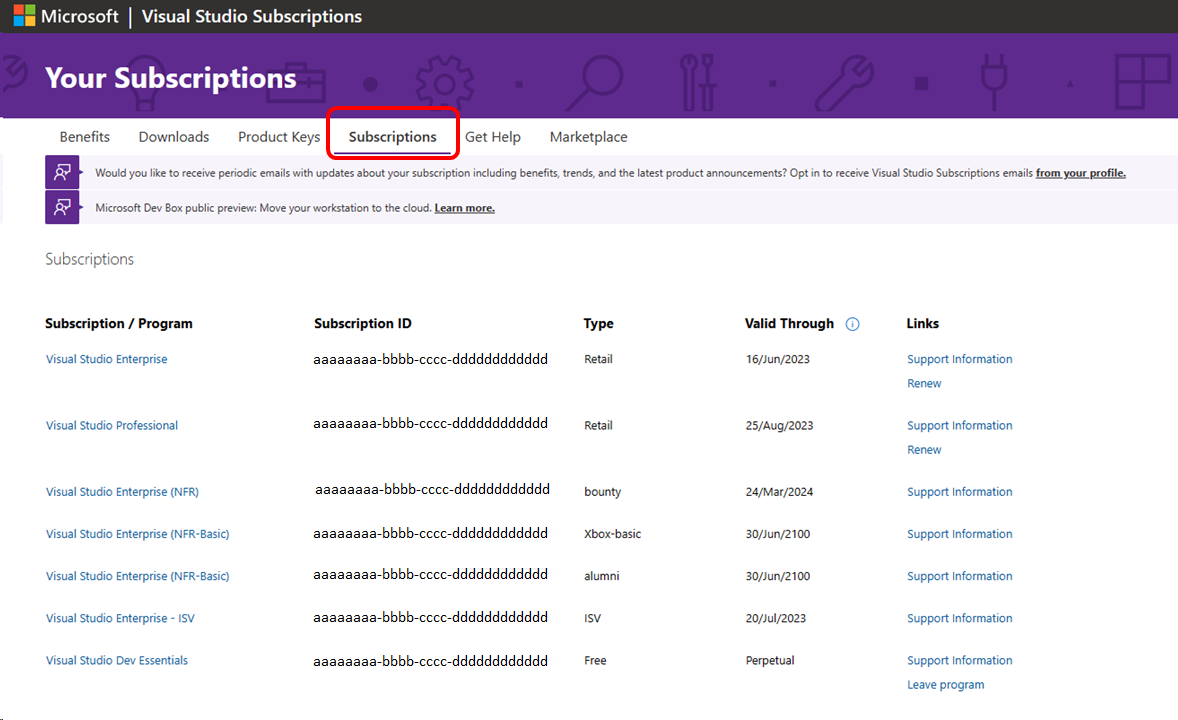 Microsoft | Visual Studio Subscriptions
Your Subscriptions
Benefits Downloads Product Keys Subscriptions Get Help Marketplace
Would you like to receive periodic emails with updates about your subscription including benefits, trends, and the latest product announcements? Opt in to receive Visual Studio Subscriptions emails from your profile.
Microsoft Dev Box public preview: Move your workstation to the cloud. Learn more.
Subscriptions
Subscription / Program Subscription ID Type Valid Through Links
Visual Studio Enterprise aaaaaaaa-bbbb-cccc-dddddddddddd Retail 16/Jun/2023 Support Information
Renew
Visual Studio Professional aaaaaaaa-bbbb-cccc-dddddddddddd Retail 25/Aug/2023 Support Information
Renew
Visual Studio Enterprise (NFR) aaaaaaaa-bbbb-cccc-dddddddddddd bounty 24/Mar/2024 Support Information
Visual Studio Enterprise (NFR-Basic) aaaaaaaa-bbbb-cccc-dddddddddddd Xbox-basic 30/Jun/2100 Support Information
Visual Studio Enterprise (NFR-Basic) aaaaaaaa-bbbb-cccc-dddddddddddd alumni 30/Jun/2100 Support Information
Visual Studio Enterprise - ISV aaaaaaaa-bbbb-cccc-dddddddddddd ISV 20/Jul/2023 Support Information
Visual Studio Dev Essentials aaaaaaaa-bbbb-cccc-dddddddddddd Free Perpetual Support Information
Leave program